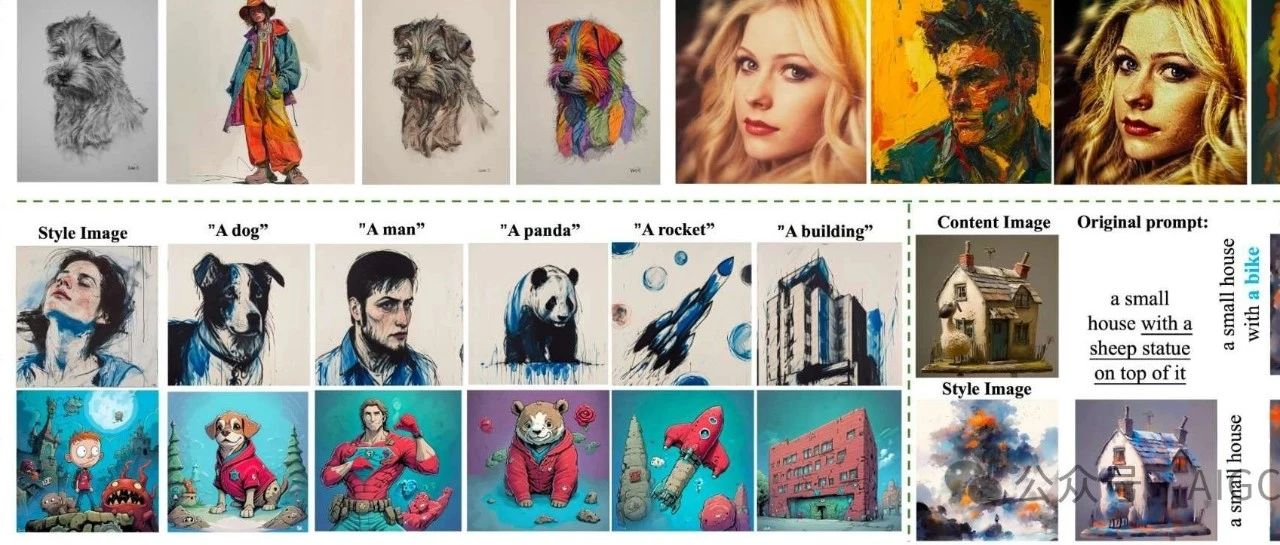 Style Image
"A dog”
"A man”
"A panda”
"A rocket”
"A building”
Content Image
Original prompt:
a small
house with a
sheep statue
on top of it
Style Image
a small house
with a bike
a small house
公众号
AIGC